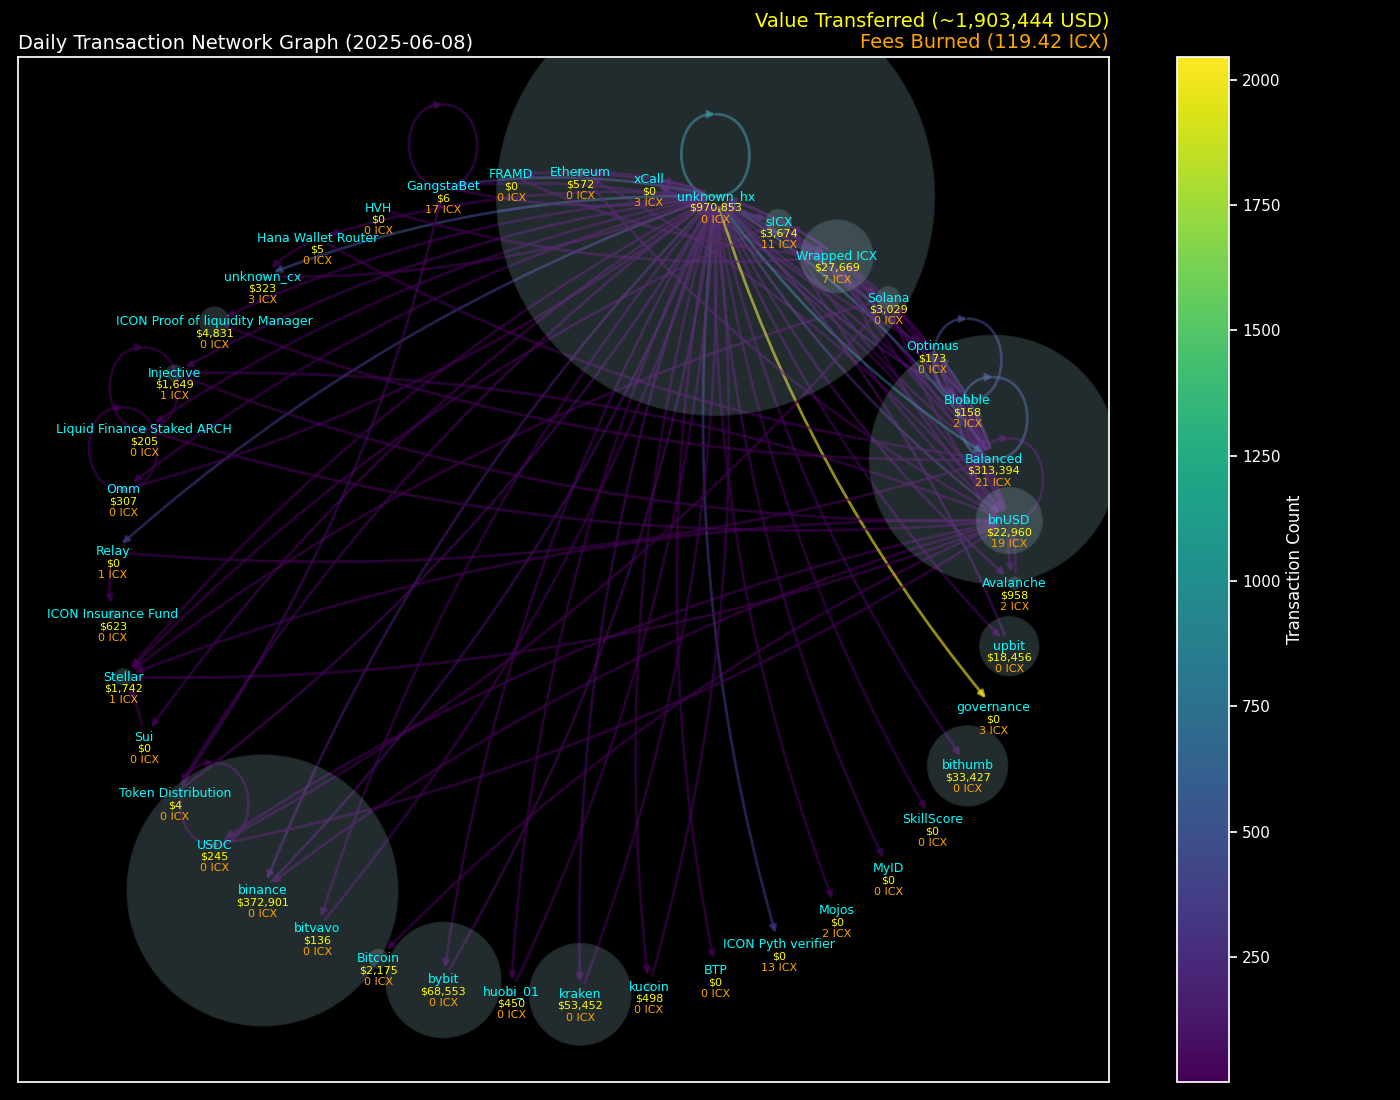 Value Transferred (~1,903,444 USD)
Daily Transaction Network Graph (2025-06-08)
Fees Burned (119.42 ICX)
unknown_hx
$970,853
0 ICX
xCall
$0
3 ICX
Ethereum
$572
0 ICX
FRAMD
$0
0 ICX
GangstaBet
$6
17 ICX
HVH
$0
0 ICX
Hana Wallet Router
$5
0 ICX
unknown_cx
$323
3 ICX
ICON Proof of liquidity Manager
$4,831
0 ICX
Injective
$1,649
1 ICX
Liquid Finance Staked ARCH
$205
0 ICX
Omm
$307
0 ICX
Relay
$0
1 ICX
ICON Insurance Fund
$623
0 ICX
Stellar
$1,742
1 ICX
Sui
$0
0 ICX
Token Distribution
$4
0 ICX
USDC
$245
0 ICX
binance
$372,901
0 ICX
bitvavo
$136
0 ICX
Bitcoin
$2,175
0 ICX
bybit
$68,553
0 ICX
huobi_01
$450
0 ICX
kraken
$53,452
0 ICX
kucoin
$498
0 ICX
BTP
$0
0 ICX
ICON Pyth verifier
$0
13 ICX
Mojos
$0
2 ICX
MyID
$0
0 ICX
SkillScore
$0
0 ICX
bithumb
$33,427
0 ICX
governance
$0
3 ICX
upbit
$18,456
0 ICX
Avalanche
$958
2 ICX
bnUSD
$22,960
19 ICX
Balanced
$313,394
21 ICX
Blobble
$158
2 ICX
Optimus
$173
0 ICX
Solana
$3,029
0 ICX
Wrapped ICX
$27,669
7 ICX
sICX
$3,674
11 ICX
2000
1750
1500
1250
1000
750
500
250
Transaction Count